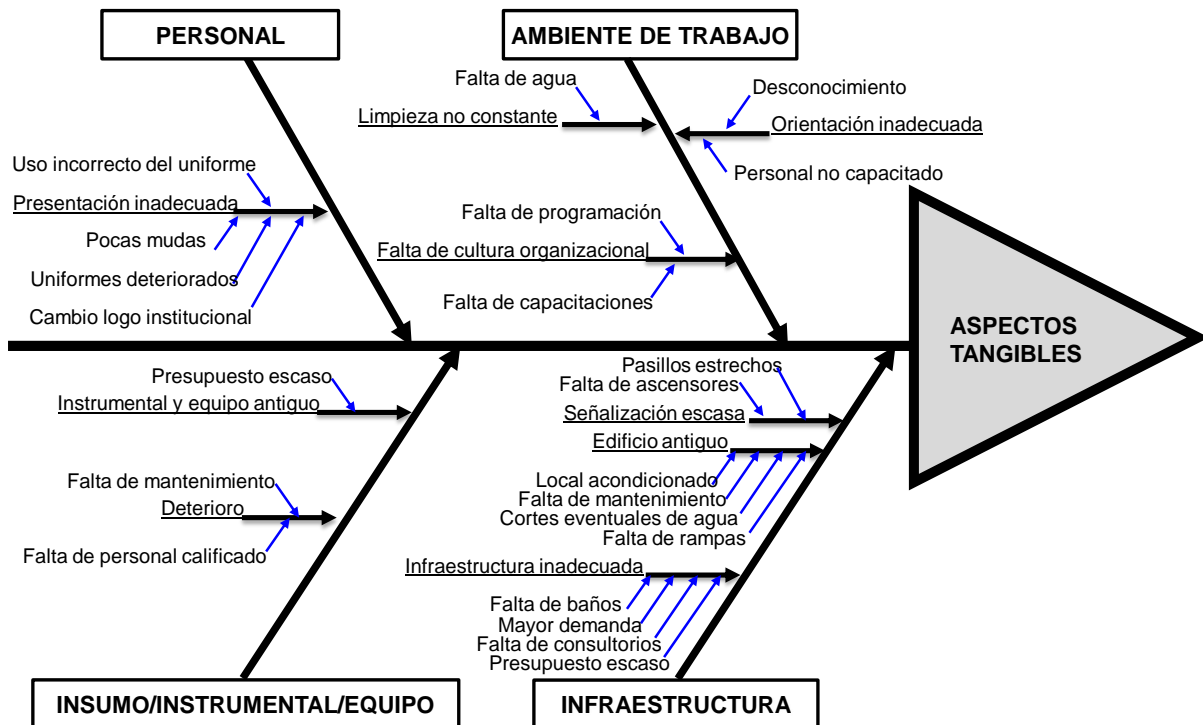 PERSONAL
AMBIENTE DE TRABAJO
Falta de agua
Limpieza no constante
Desconocimiento
Orientación inadecuada
Personal no capacitado
Uso incorrecto del uniforme
Presentación inadecuada
Pocas mudas
Uniformes deteriorados
Cambio logo institucional
Falta de programación
Falta de cultura organizacional
Falta de capacitaciones
ASPECTOS
TANGIBLES
Presupuesto escaso
Instrumental y equipo antiguo
Falta de mantenimiento
Deterioro
Falta de personal calificado
Pasillos estrechos
Falta de ascensores
Señalización escasa
Edificio antiguo
Local acondicionado
Falta de mantenimiento
Cortes eventuales de agua
Falta de rampas
Infraestructura inadecuada
Falta de baños
Mayor demanda
Falta de consultorios
Presupuesto escaso
INSUMO/INSTRUMENTAL/EQUIPO
INFRAESTRUCTURA